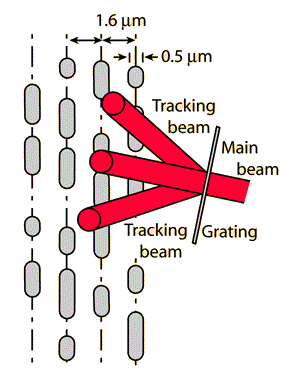 1.6 μm
0.5 μm
Tracking
beam
Main
beam
Tracking
beam
Grating